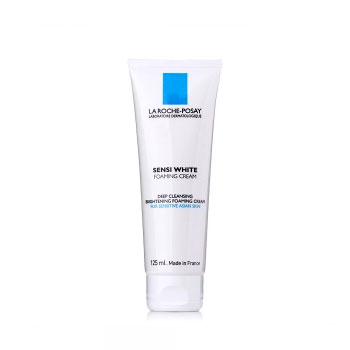 LA ROCHE-POSAY
LABORATOIRE DERMATOLOGIQUE
SENSI WHITE
FOAMING CREAM
DEEP CLEANSING
BRIGHTENING FOAMING CREAM
FOR SENSITIVE ASIAN SKIN
125 ml. Made in France